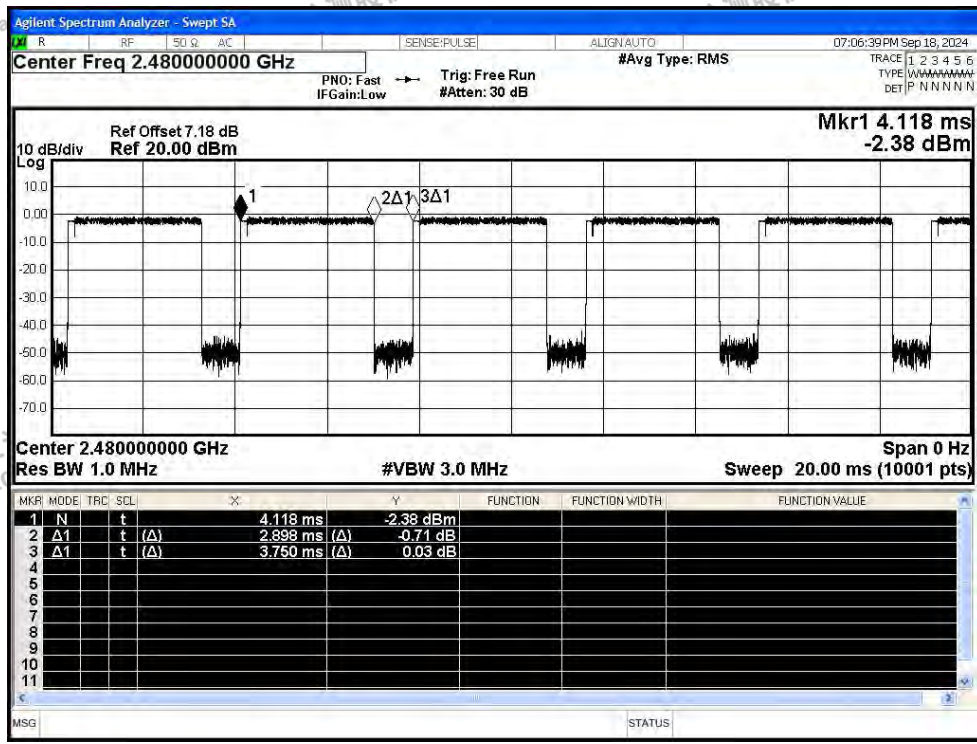 Agilent Spectrum Analyzer - Swept SA
R RF 50 Ω AC SENSE:PULSE ALIGN AUTO 07:06:39 PM Sep 18, 2024
Center Freq 2.480000000 GHz
#Avg Type: RMS
TRACE 1 2 3 4 5 6
PNO: Fast
Trig: Free Run
TYPE WWWWWW
IFGain:Low
#Atten: 30 dB
DET P N N N N N
Mkr1 4.118 ms
Ref Offset 7.18 dB
10 dB/div Ref 20.00 dBm
-2.38 dBm
Log
10.0
1
2Δ1
3Δ1
0.00
-10.0
-20.0
-30.0
-40.0
-50.0
-60.0
-70.0
Center 2.480000000 GHz Span 0 Hz
Res BW 1.0 MHz #VBW 3.0 MHz Sweep 20.00 ms (10001 pts)
MKR MODE TRC SCL X Y FUNCTION FUNCTION WIDTH FUNCTION VALUE
1 N t 4.118 ms -2.38 dBm
2 Δ1 t (Δ) 2.898 ms (Δ) -0.71 dB
3 Δ1 t (Δ) 3.750 ms (Δ) 0.03 dB
4
5
6
7
8
9
10
11
MSG STATUS